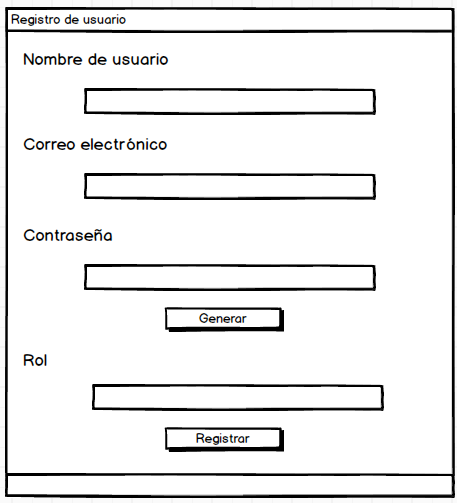 Registro de usuario
Nombre de usuario
Correo electrónico
Contraseña
Generar
Rol
Registrar